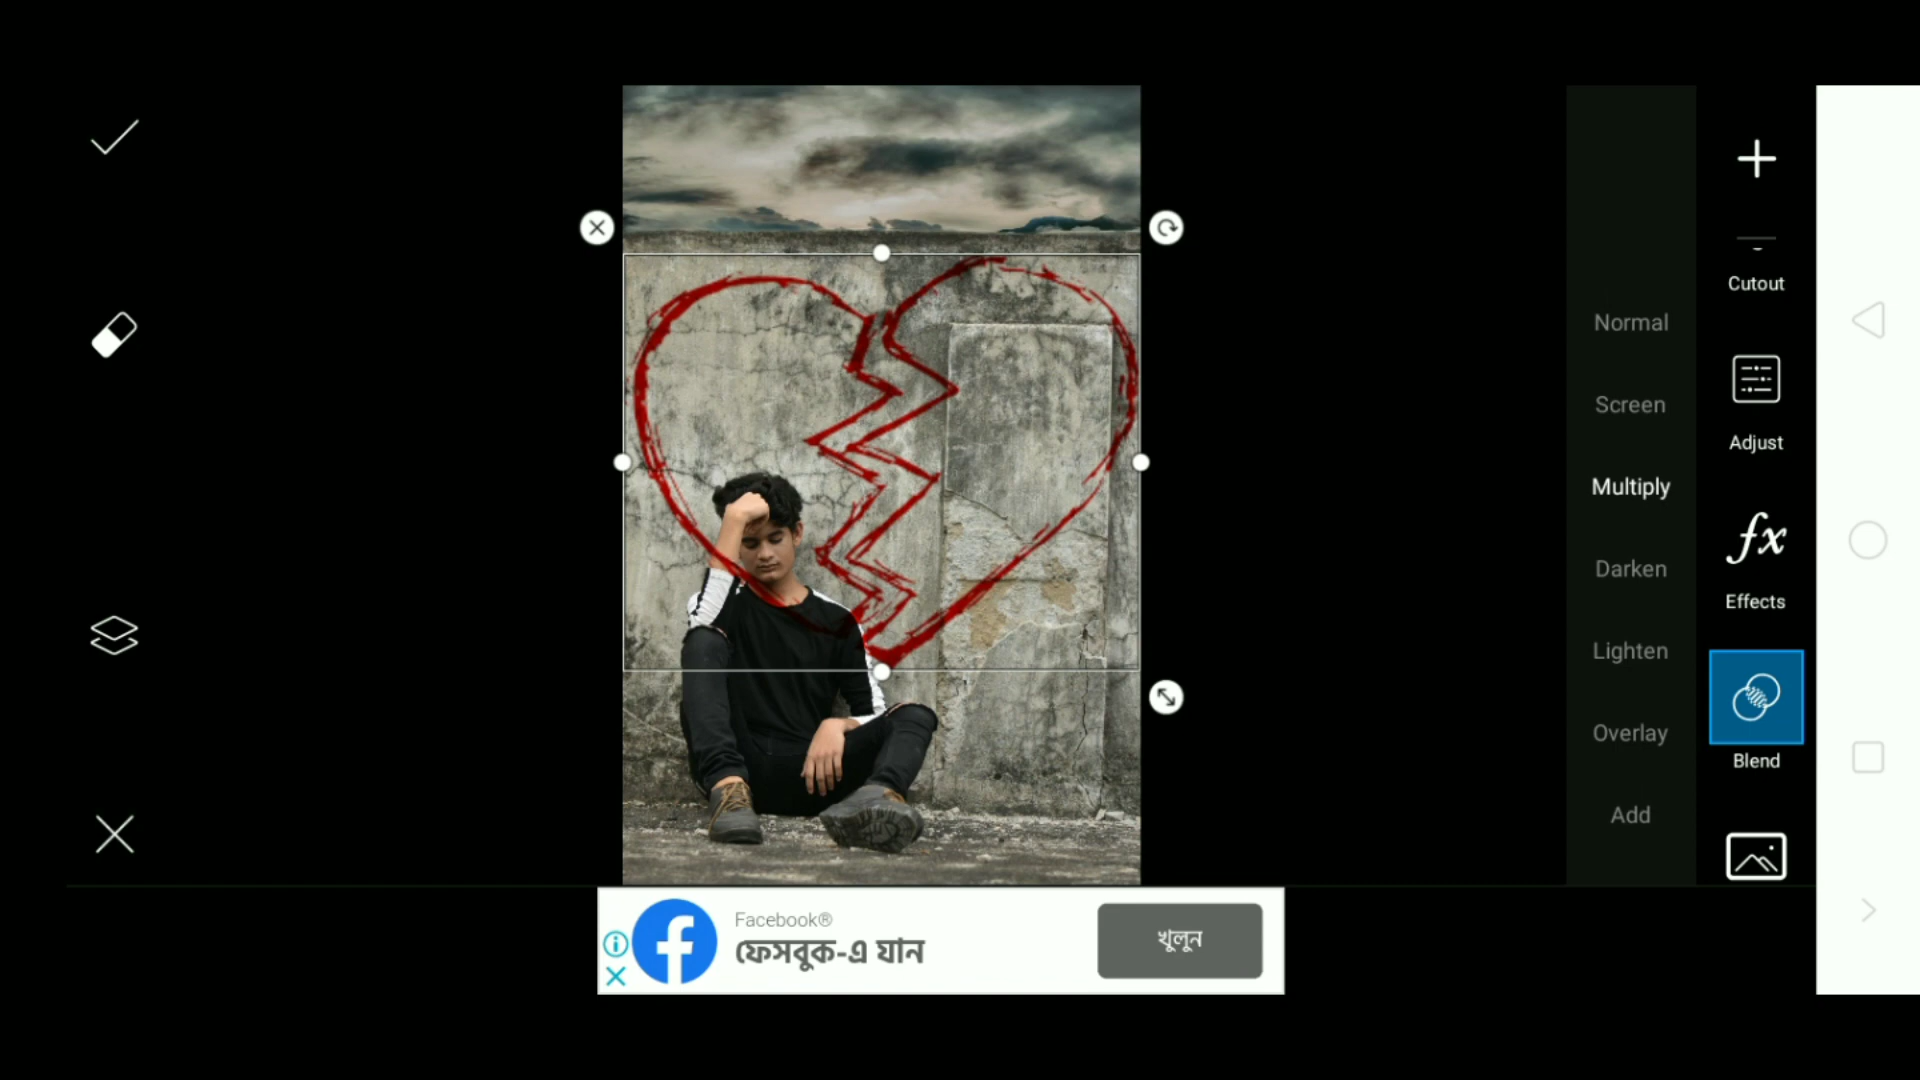 Cutout
Normal
Screen
Adjust
Multiply
Darken
fx
Effects
Lighten
Overlay
Blend
Add
Facebook®
ফেসবুক-এ যান
খুলুন